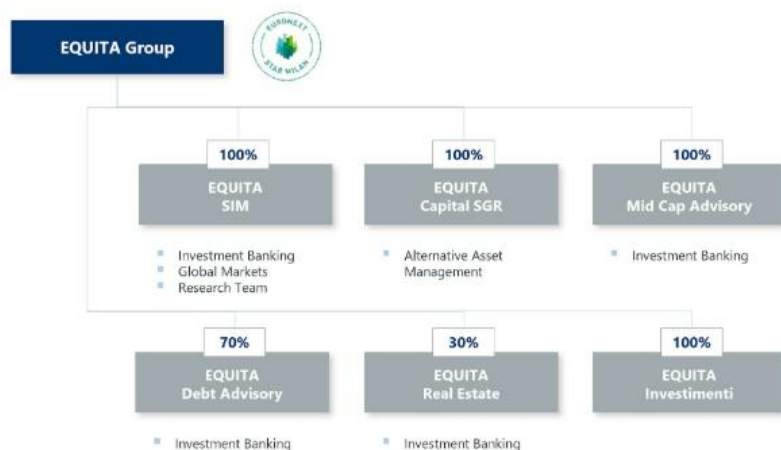 EQUITA Group
EURONEXT
STAR MILAN
100%
100%
100%
EQUITA
SIM
EQUITA
Capital SGR
EQUITA
Mid Cap Advisory
Investment Banking
Global Markets
Research Team
Alternative Asset
Management
Investment Banking
70%
30%
100%
EQUITA
Debt Advisory
EQUITA
Real Estate
EQUITA
Investimenti
Investment Banking
Investment Banking